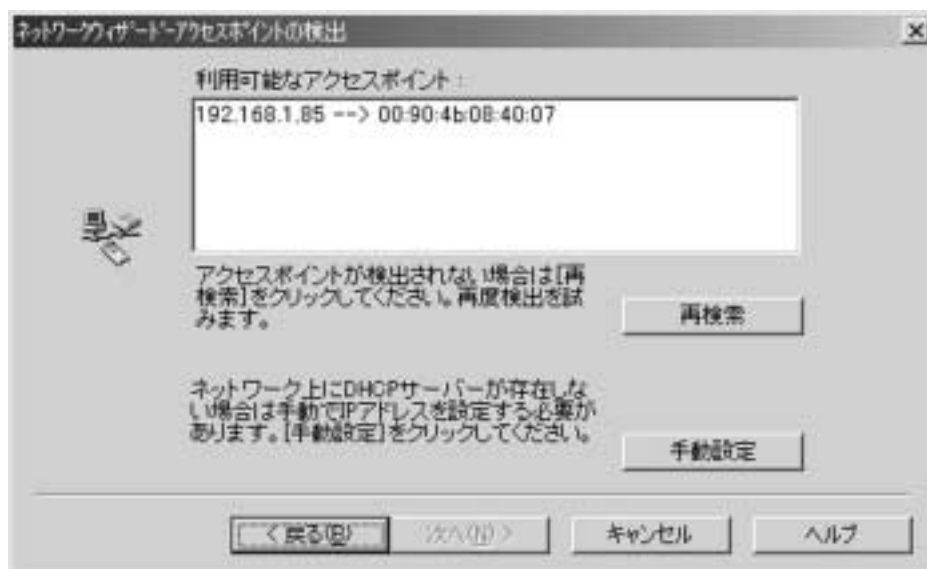 ネットワークウィザード-アクセスポイントの検出
利用可能なアクセスポイント：
192.168.1.85 --> 00:90:4b:08:40:07
アクセスポイントが検出されない場合は[再
検索]をクリックしてください。再度検出を試
みます。
再検索
ネットワーク上にDHCPサーバーが存在しな
い場合は手動でIPアドレスを設定する必要が
あります。[手動設定]をクリックしてください。
手動設定
< 戻る(B)
次へ(N) >
キャンセル
ヘルプ